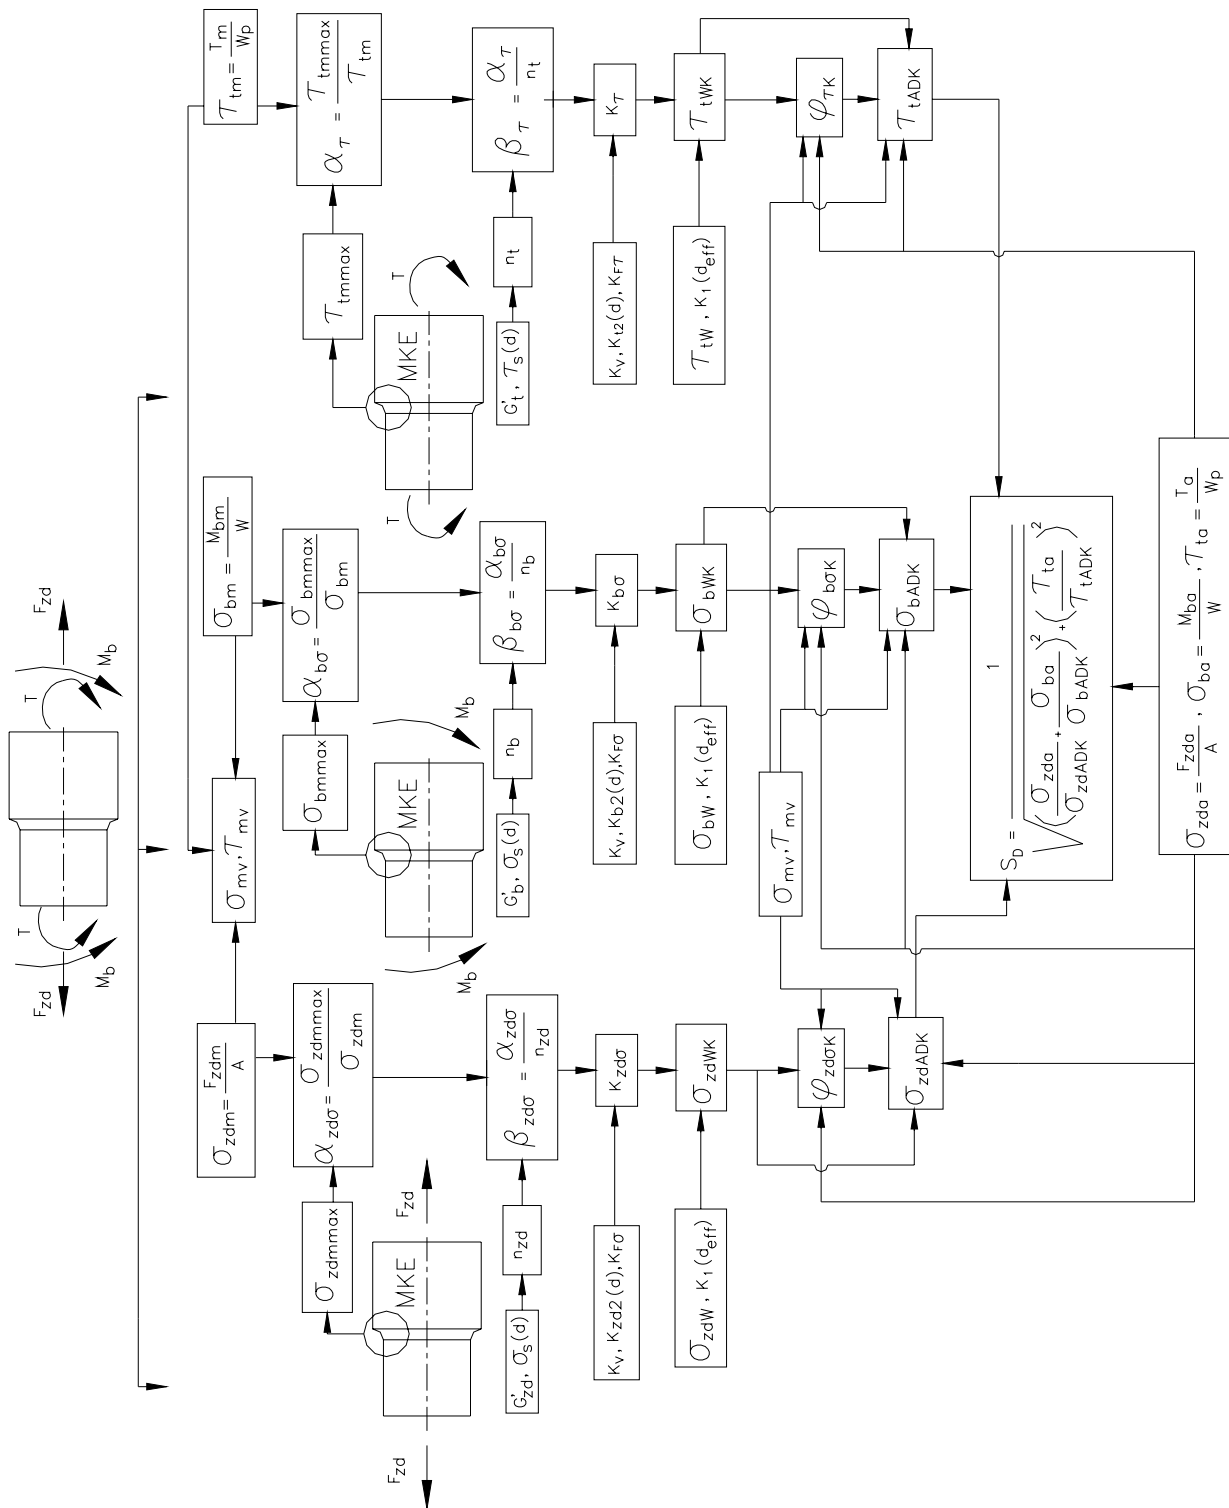 F_zd
T
M_b
T
M_b
F_zd
σ_zdm = F_zdm / A
σ_mv, τ_mv
σ_bm = M_bm / W
τ_tm = T_m / W_p
σ_zdmmax
α_zdσ = σ_zdmmax / σ_zdm
σ_bmmax
α_bσ = σ_bmmax / σ_bm
τ_tmmax
α_τ = τ_tmmax / τ_tm
F_zd
MKE
F_zd
M_b
MKE
M_b
T
MKE
T
G'_zd, σ_s(d)
n_zd
β_zdσ = α_zdσ / n_zd
G'_b, σ_s(d)
n_b
β_bσ = α_bσ / n_b
G'_t, τ_s(d)
n_t
β_τ = α_τ / n_t
K_v, K_zd2(d), K_Fσ
K_zdσ
K_v, K_b2(d), K_Fσ
K_bσ
K_v, K_t2(d), K_Fτ
K_τ
σ_zdW, K_1(d_eff)
σ_zdWK
σ_bW, K_1(d_eff)
σ_bWK
τ_tW, K_1(d_eff)
τ_tWK
φ_zdσK
σ_mv, τ_mv
φ_bσK
φ_τK
σ_zdADK
σ_bADK
τ_tADK
S_D = 1 / √((σ_zda / σ_zdADK + σ_ba / σ_bADK)² + (τ_ta / τ_tADK)²)
σ_zda = F_zda / A, σ_ba = M_ba / W, τ_ta = T_a / W_p